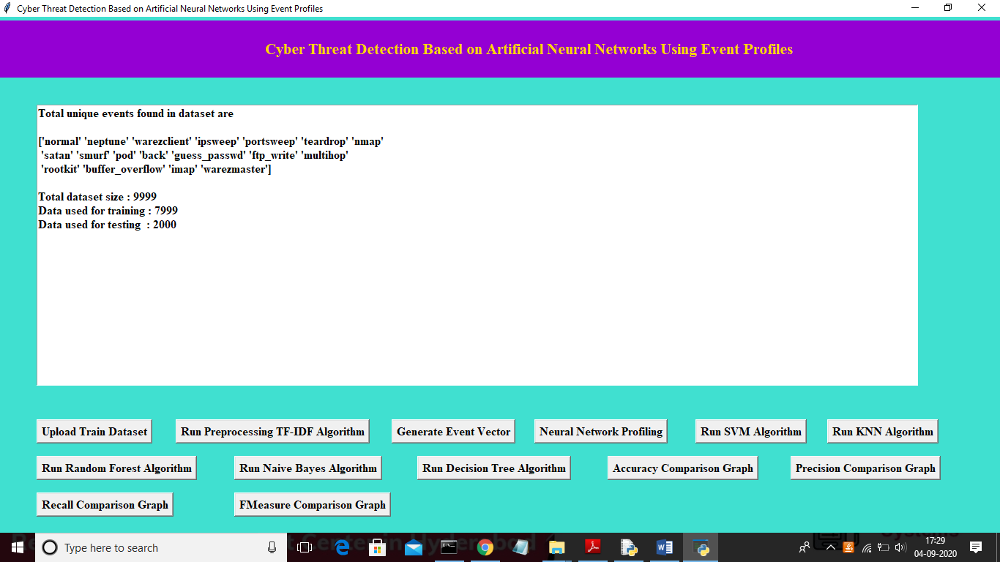 Cyber Threat Detection Based on Artificial Neural Networks Using Event Profiles
Cyber Threat Detection Based on Artificial Neural Networks Using Event Profiles
Total unique events found in dataset are
['normal' 'neptune' 'warezclient' 'ipsweep' 'portsweep' 'teardrop' 'nmap'
'satan' 'smurf' 'pod' 'back' 'guess_passwd' 'ftp_write' 'multihop'
'rootkit' 'buffer_overflow' 'imap' 'warezmaster']
Total dataset size : 9999
Data used for training : 7999
Data used for testing  : 2000
Upload Train Dataset Run Preprocessing TF-IDF Algorithm Generate Event Vector Neural Network Profiling Run SVM Algorithm Run KNN Algorithm
Run Random Forest Algorithm Run Naive Bayes Algorithm Run Decision Tree Algorithm Accuracy Comparison Graph Precision Comparison Graph
Recall Comparison Graph FMeasure Comparison Graph
Type here to search
17:29
04-09-2020